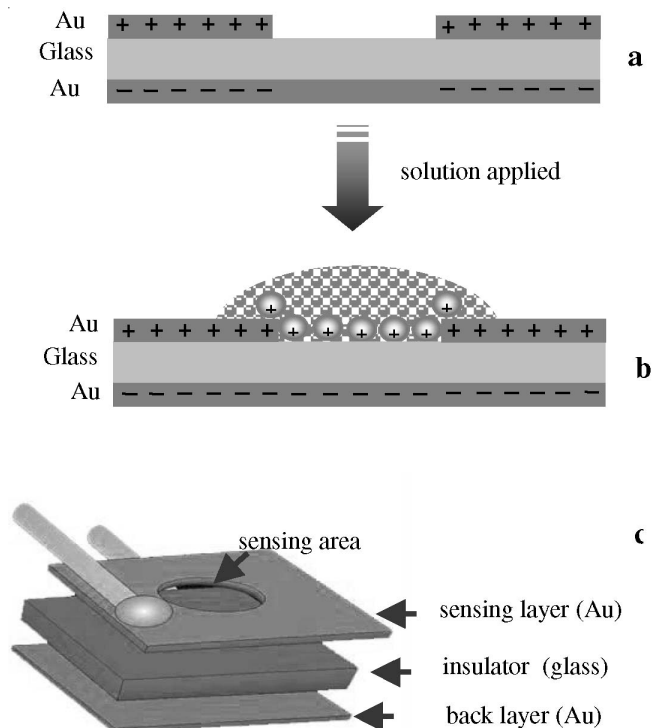 Au + + + + + + + + + + + +
Glass
a
Au − − − − − − − − − − − −
solution applied
+ +
Au + + + + + + + + + + + + + + + + +
Glass
b
Au − − − − − − − − − − − − − − −
c
sensing area
sensing layer (Au)
insulator (glass)
back layer (Au)